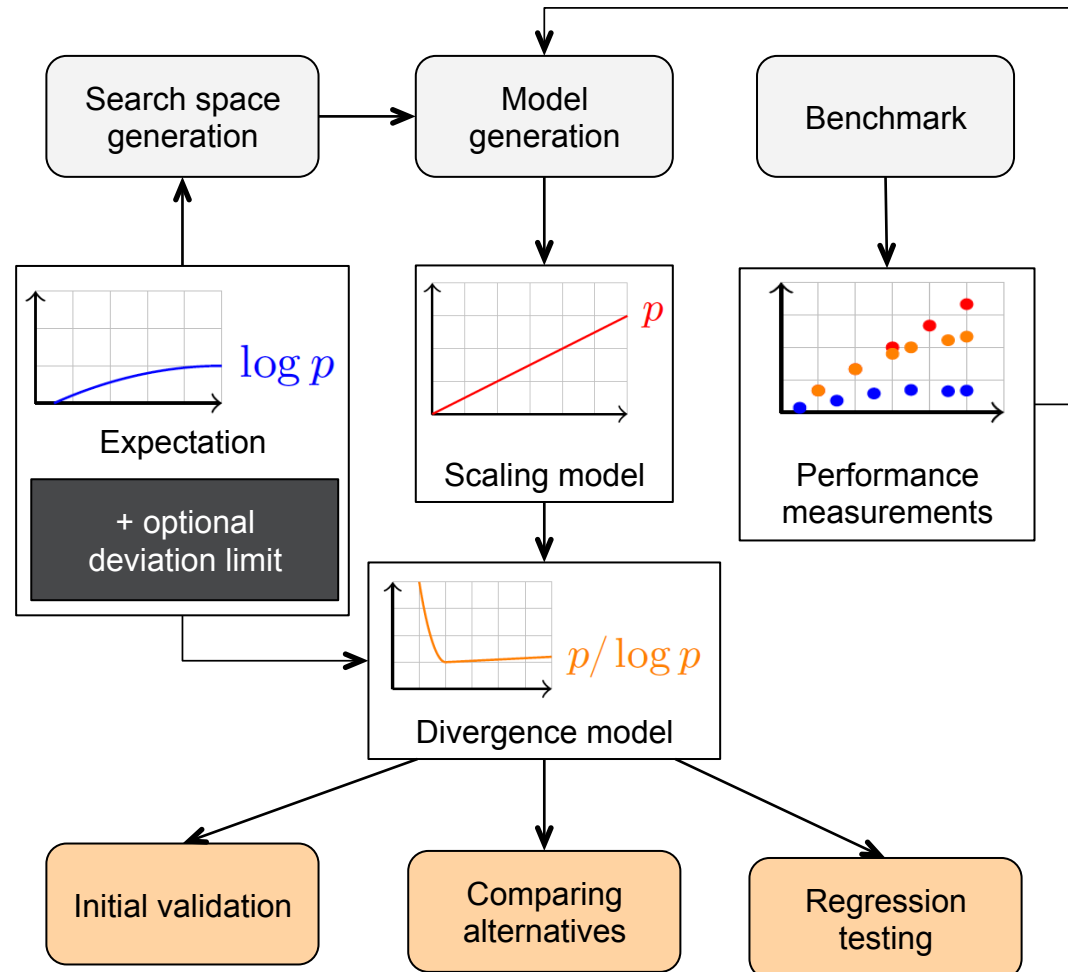 Search space
generation
Model
generation
Benchmark
log p
Expectation
+ optional
deviation limit
p
Scaling model
Performance
measurements
p/ log p
Divergence model
Initial validation
Comparing
alternatives
Regression
testing